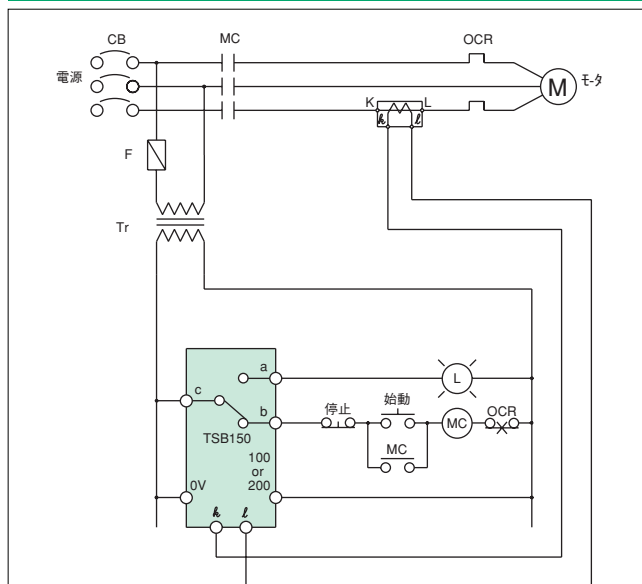 CB MC OCR
電源
M ﾓｰﾀ
K L
k ℓ
F
Tr
a
L
c
停止 始動 OCR
b
MC
TSB150
MC
100
or
0V 200
k ℓ